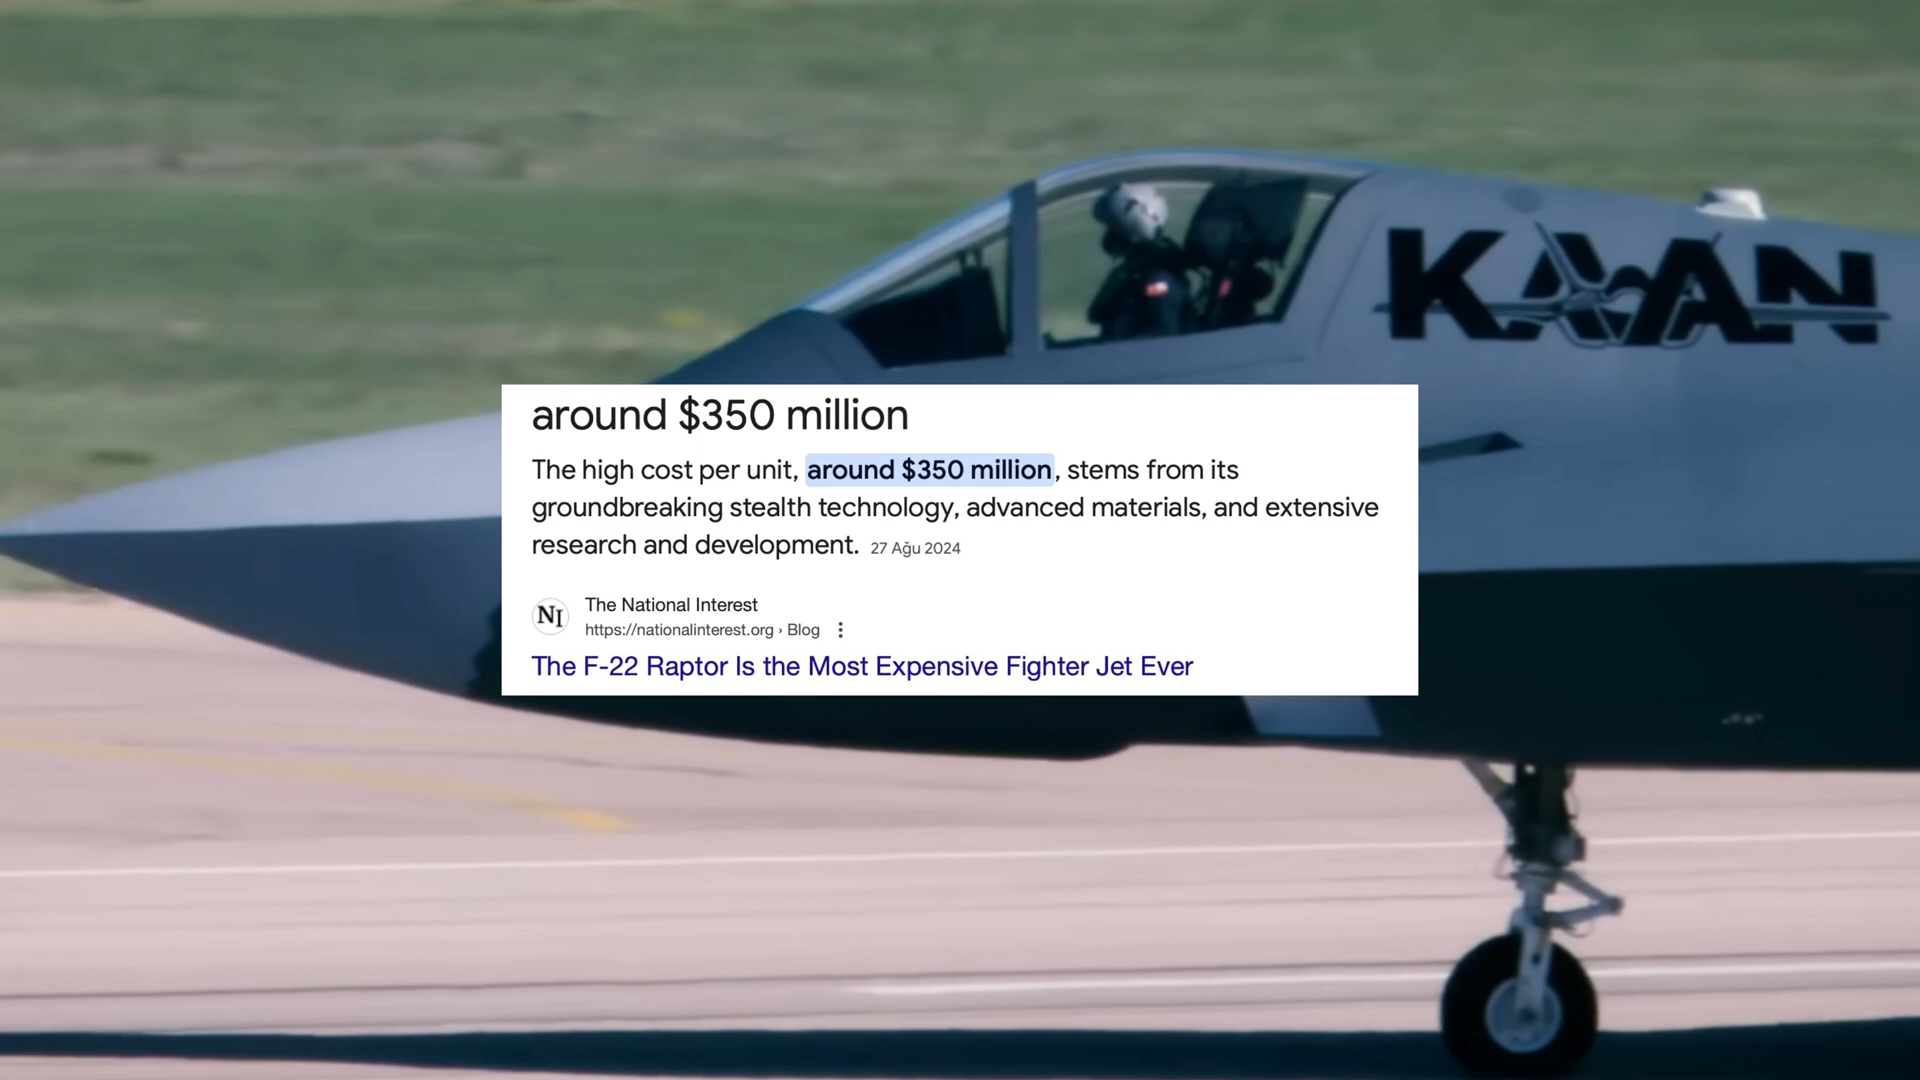 KAAN
around $350 million
The high cost per unit, around $350 million, stems from its
groundbreaking stealth technology, advanced materials, and extensive
research and development. 27 Ağu 2024
NI
The National Interest
https://nationalinterest.org › Blog
The F-22 Raptor Is the Most Expensive Fighter Jet Ever